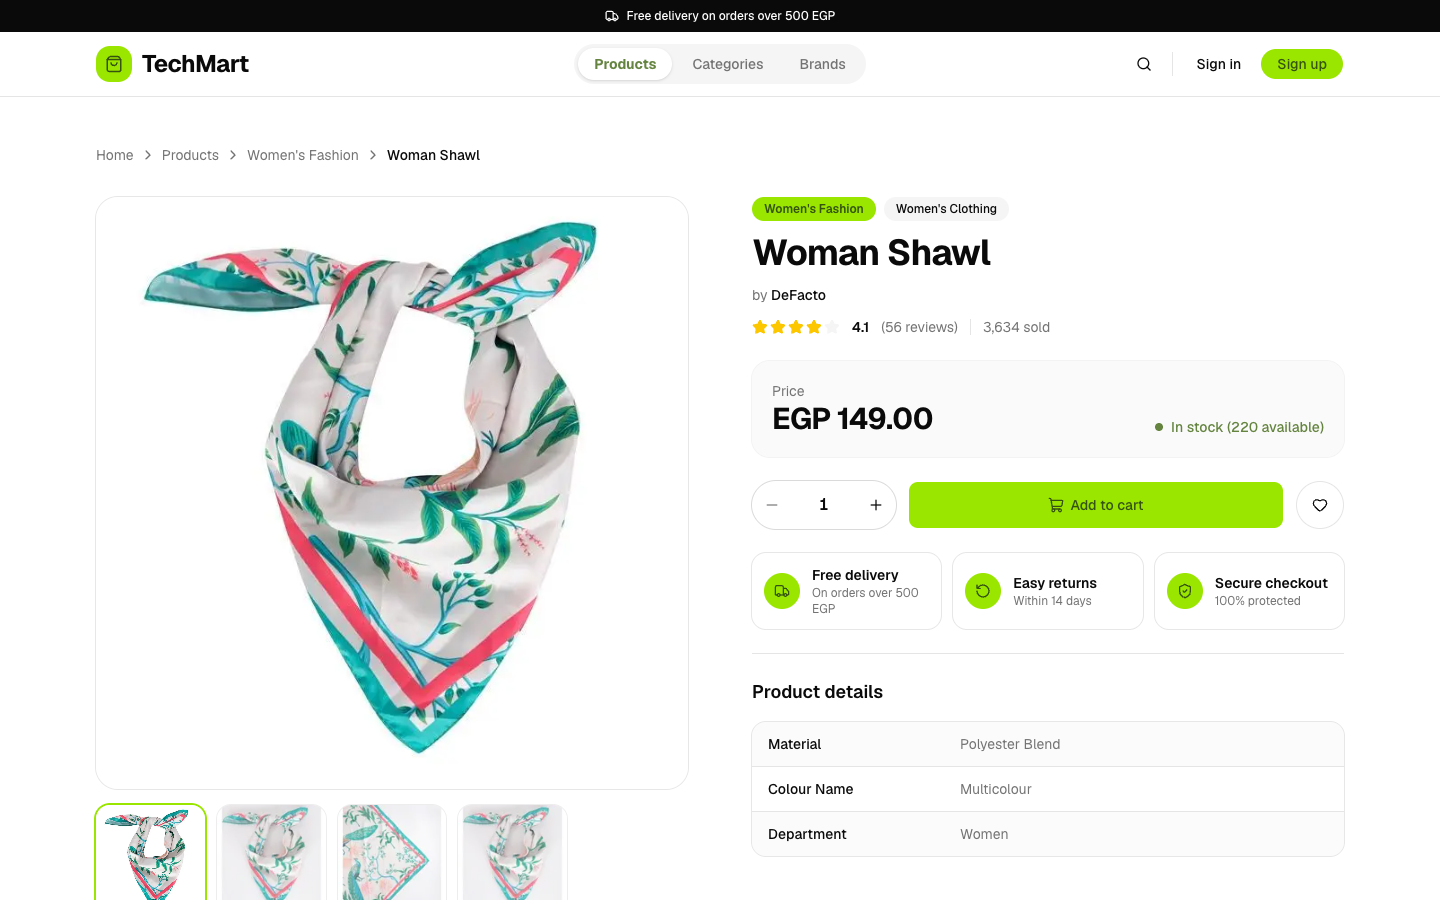 Free delivery on orders over 500 EGP
TechMart
Products
Categories
Brands
Sign in
Sign up
Home
Products
Women's Fashion
Woman Shawl
Women's Fashion
Women's Clothing
Woman Shawl
by DeFacto
4.1 (56 reviews) 3,634 sold
Price
EGP 149.00
In stock (220 available)
1
Add to cart
Free delivery
On orders over 500
EGP
Easy returns
Within 14 days
Secure checkout
100% protected
Product details
Material Polyester Blend
Colour Name Multicolour
Department Women